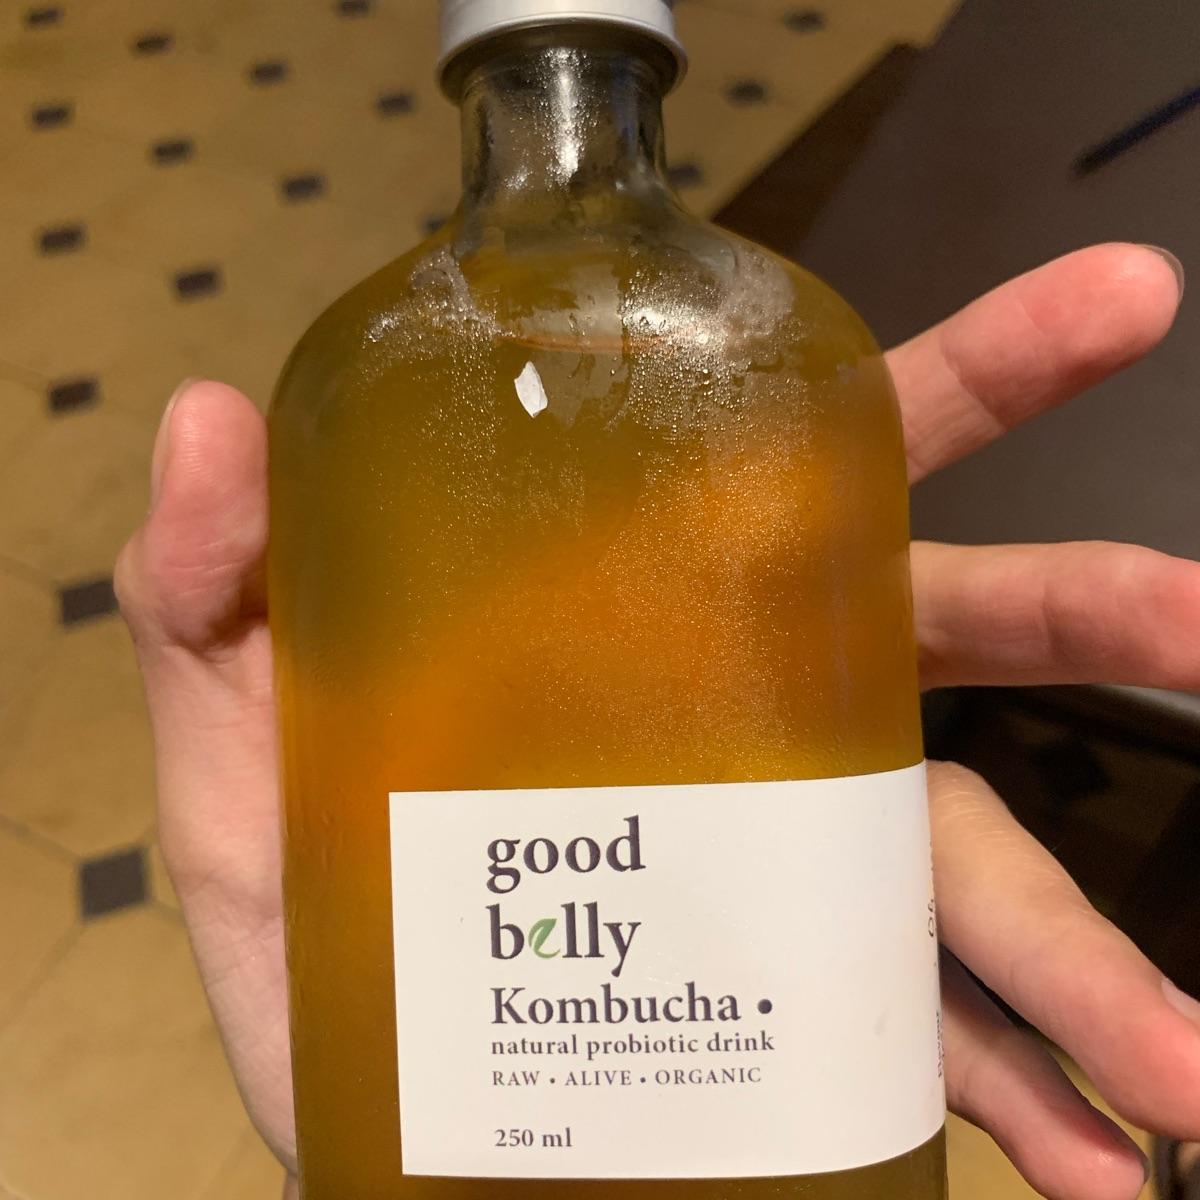 good
belly
Kombucha •
natural probiotic drink
RAW • ALIVE • ORGANIC
250 ml